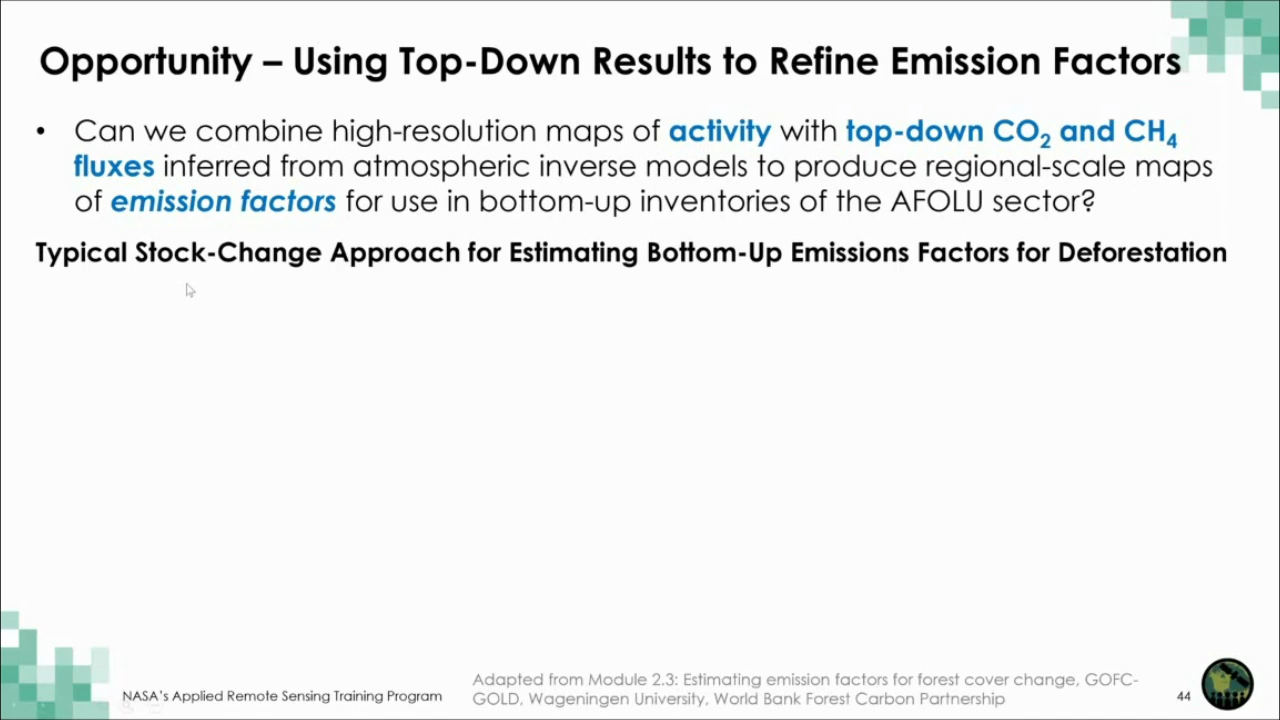 Opportunity – Using Top-Down Results to Refine Emission Factors
• Can we combine high-resolution maps of activity with top-down CO₂ and CH₄
fluxes inferred from atmospheric inverse models to produce regional-scale maps
of emission factors for use in bottom-up inventories of the AFOLU sector?
Typical Stock-Change Approach for Estimating Bottom-Up Emissions Factors for Deforestation
Adapted from Module 2.3: Estimating emission factors for forest cover change, GOFC-
GOLD, Wageningen University, World Bank Forest Carbon Partnership
NASA's Applied Remote Sensing Training Program
44